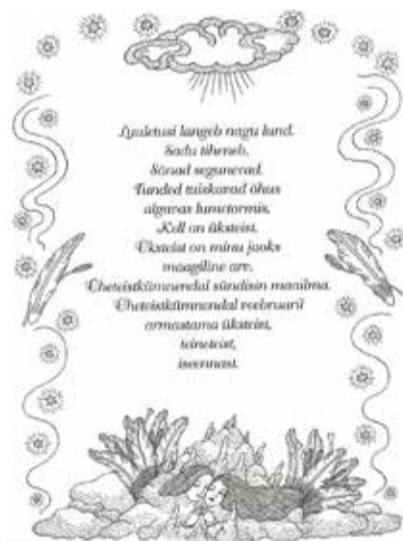 Luuletusi langeb nagu lund.
Sadu tiheneb,
Sõnad segunevad.
Tunded tuiskavad õhus
algavas lumetormis.
Kell on üksteist.
Üksteist on minu jaoks
maagiline arv.
Üheteistkümnendal sündisin maailma.
Üheteistkümnendal veebruaril
armastama üksteist,
teineteist,
iseennast.